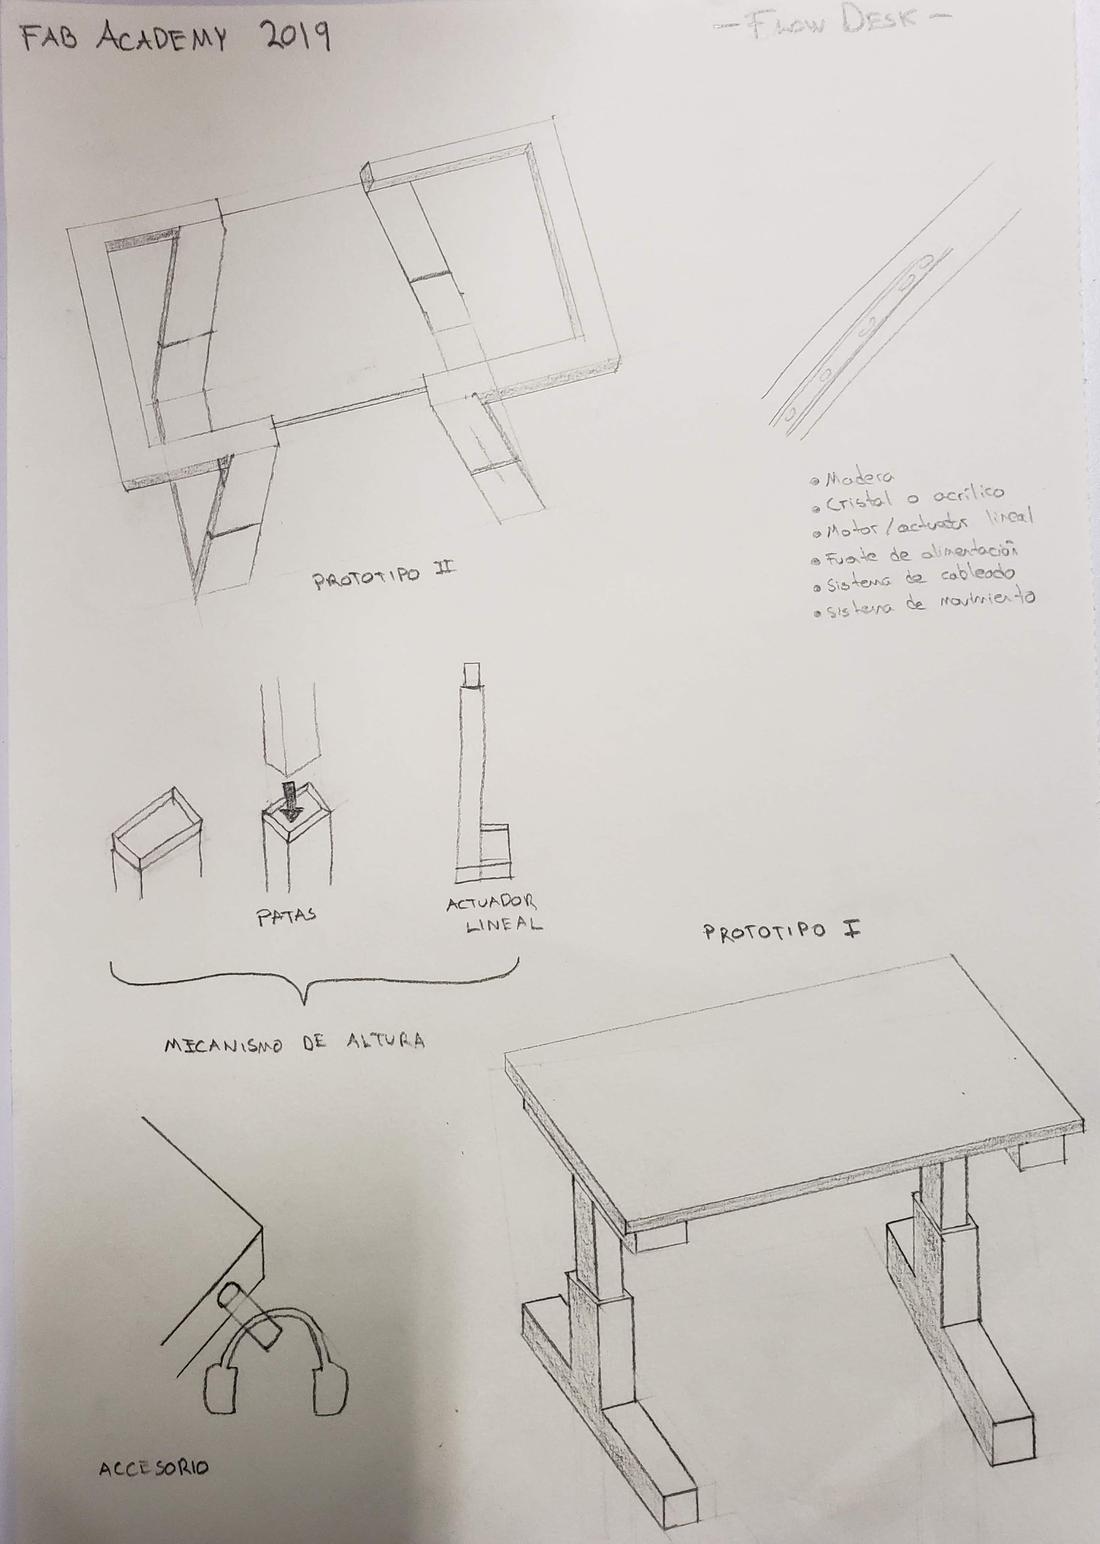 FAB ACADEMY 2019
- FLOW DESK -
• Madera
• Cristal o acrílico
• Motor/actuator lineal
• Fuente de alimentación
• Sistema de cableado
• Sistema de movimiento
PROTOTIPO II
PATAS
ACTUADOR
LINEAL
PROTOTIPO I
MECANISMO DE ALTURA
ACCESORIO